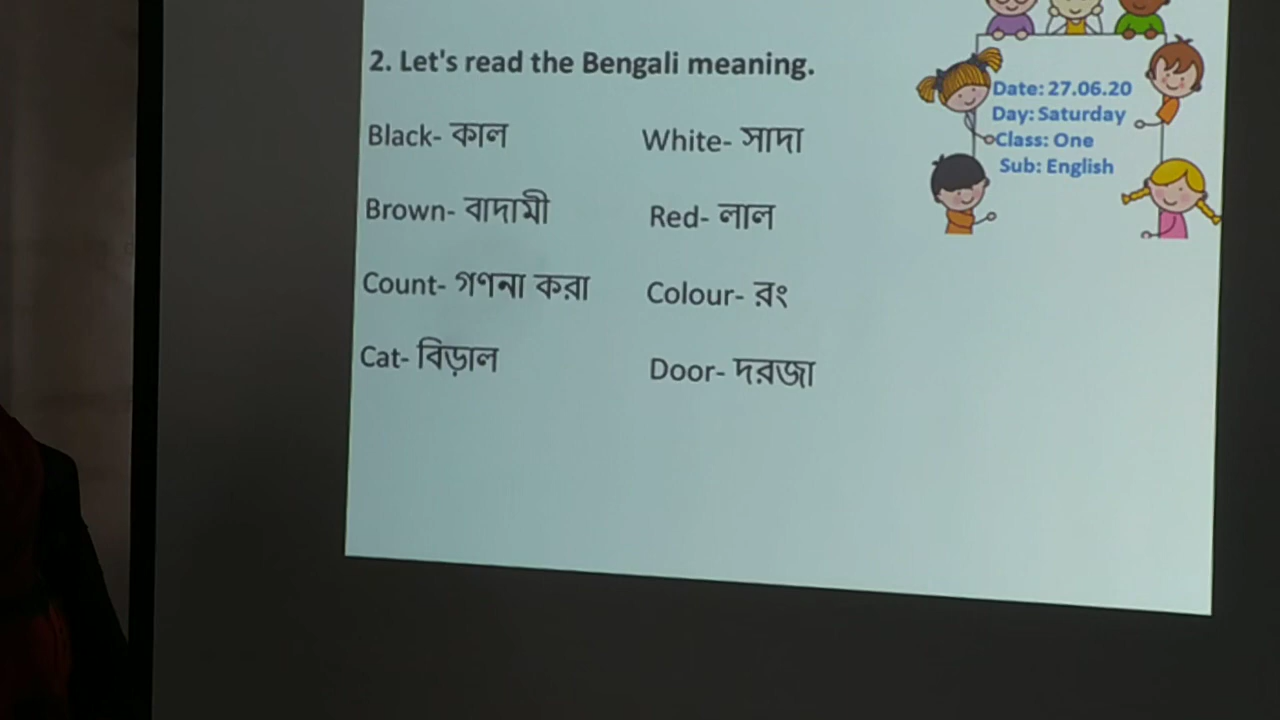 2. Let's read the Bengali meaning.
Black- কাল
White- সাদা
Brown- বাদামী
Red- লাল
Count- গণনা করা
Colour- রং
Cat- বিড়াল
Door- দরজা
Date: 27.06.20
Day: Saturday
Class: One
Sub: English